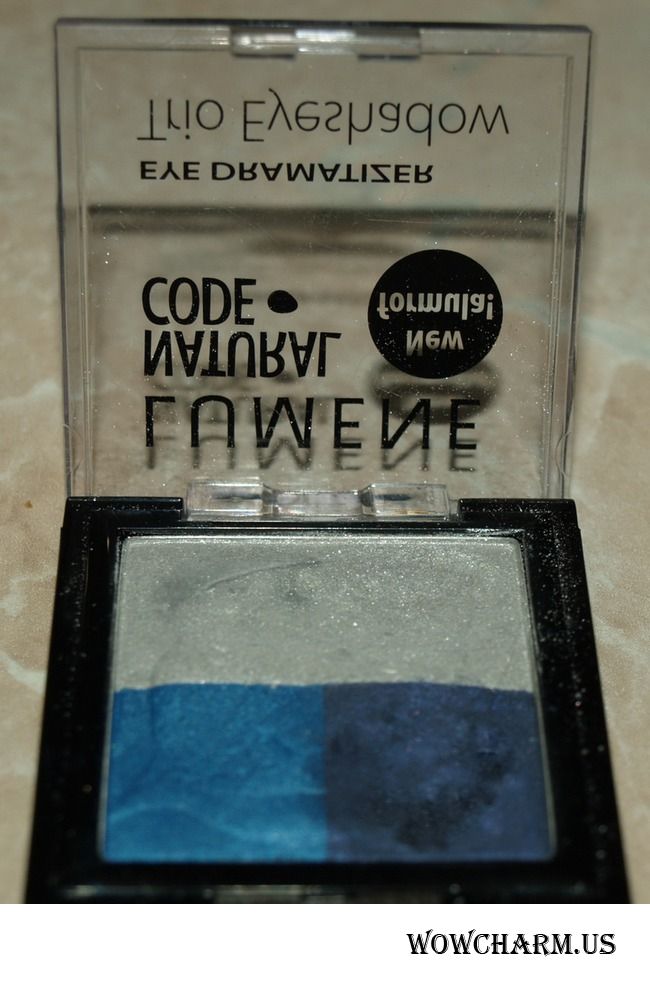 LUMENE
NATURAL
CODE
New
formula!
EYE DRAMATIZER
Trio Eyeshadow
WOWCHARM.US